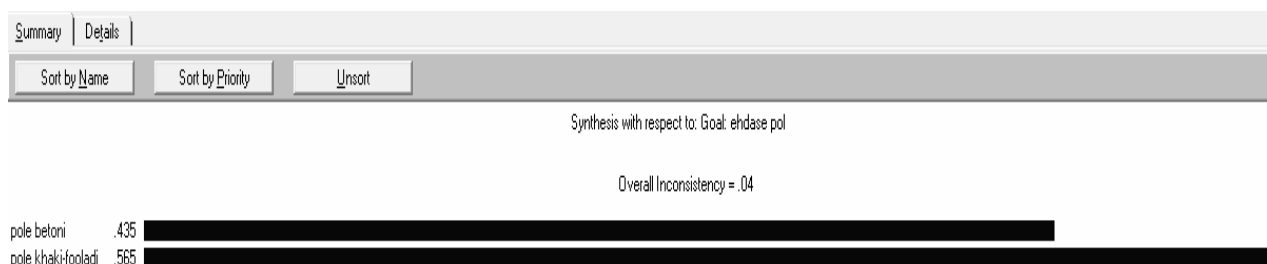 Summary Details
Sort by Name Sort by Priority Unsort
Synthesis with respect to: Goal: ehdase pol
Overall Inconsistency = .04
pole betoni .435
pole khaki-fooladi .565